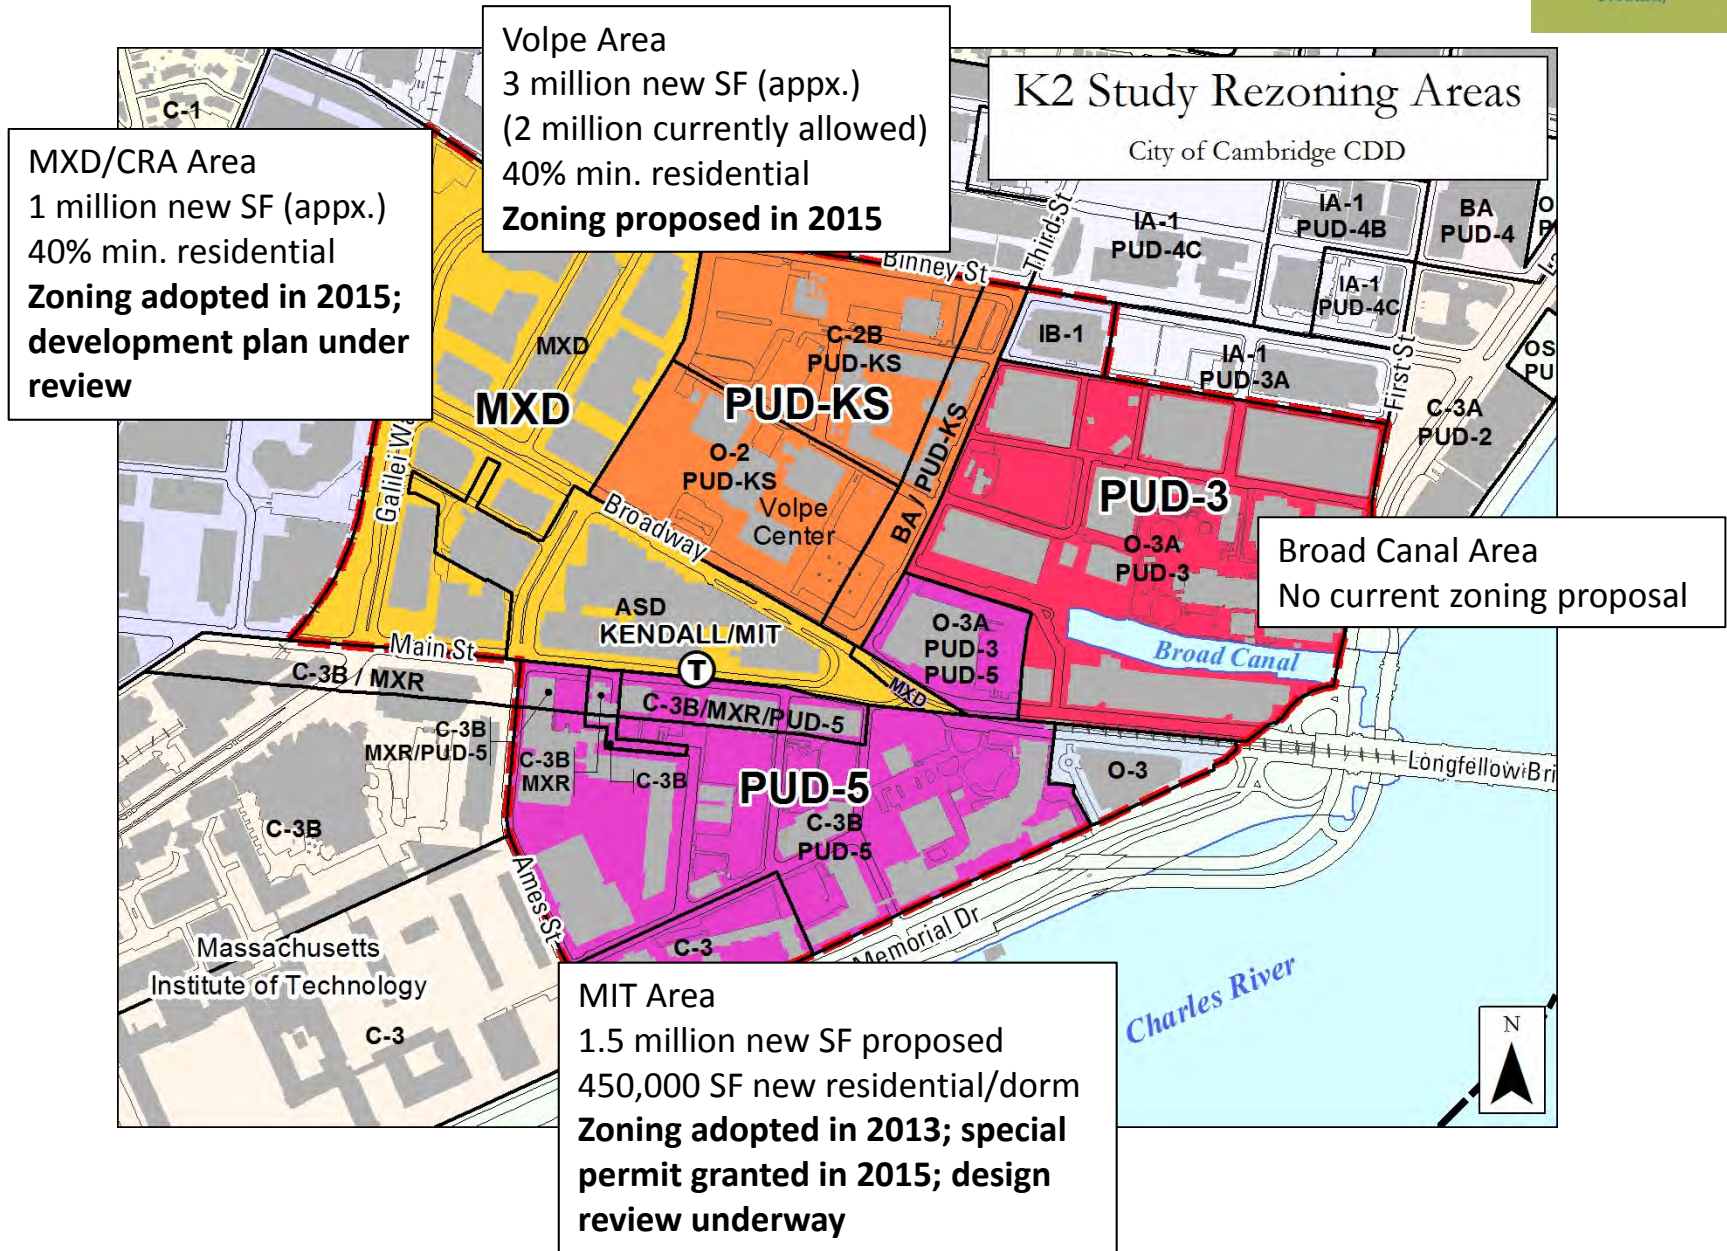 Volpe Area
3 million new SF (appx.)
(2 million currently allowed)
40% min. residential
Zoning proposed in 2015
K2 Study Rezoning Areas
City of Cambridge CDD
MXD/CRA Area
1 million new SF (appx.)
40% min. residential
Zoning adopted in 2015;
development plan under
review
C-1
Third St
Binney St
IA-1
PUD-4C
IA-1
PUD-4B
BA
PUD-4
IA-1
PUD-4C
IB-1
IA-1
PUD-3A
First St
OS
PU
C-3A
PUD-2
MXD
MXD
C-2B
PUD-KS
PUD-KS
O-2
PUD-KS
Volpe
Center
BA / PUD-KS
PUD-3
O-3A
PUD-3
Broad Canal Area
No current zoning proposal
Galilei Wa
Broadway
ASD
KENDALL/MIT
T
O-3A
PUD-3
PUD-5
Broad Canal
Main St
C-3B / MXR
MXD
C-3B/MXR/PUD-5
C-3B
MXR/PUD-5
C-3B
MXR
C-3B
PUD-5
C-3B
PUD-5
O-3
Longfellow Bri
C-3B
Ames St
C-3
Memorial Dr
Massachusetts
Institute of Technology
C-3
Charles River
MIT Area
1.5 million new SF proposed
450,000 SF new residential/dorm
Zoning adopted in 2013; special
permit granted in 2015; design
review underway
N